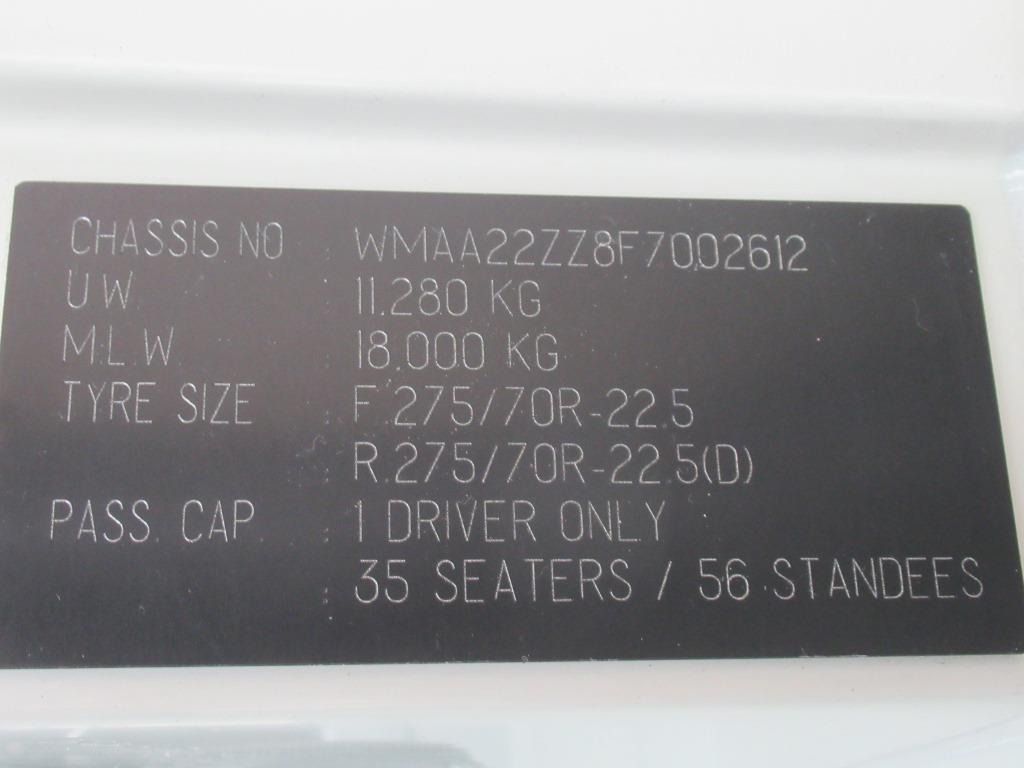 CHASSIS NO : WMAA22ZZ8F7002612
U.W. : 11.280 KG
M.L.W : 18.000 KG
TYRE SIZE : F.275/70R-22.5
: R.275/70R-22.5(D)
PASS. CAP. : 1 DRIVER ONLY
: 35 SEATERS / 56 STANDEES